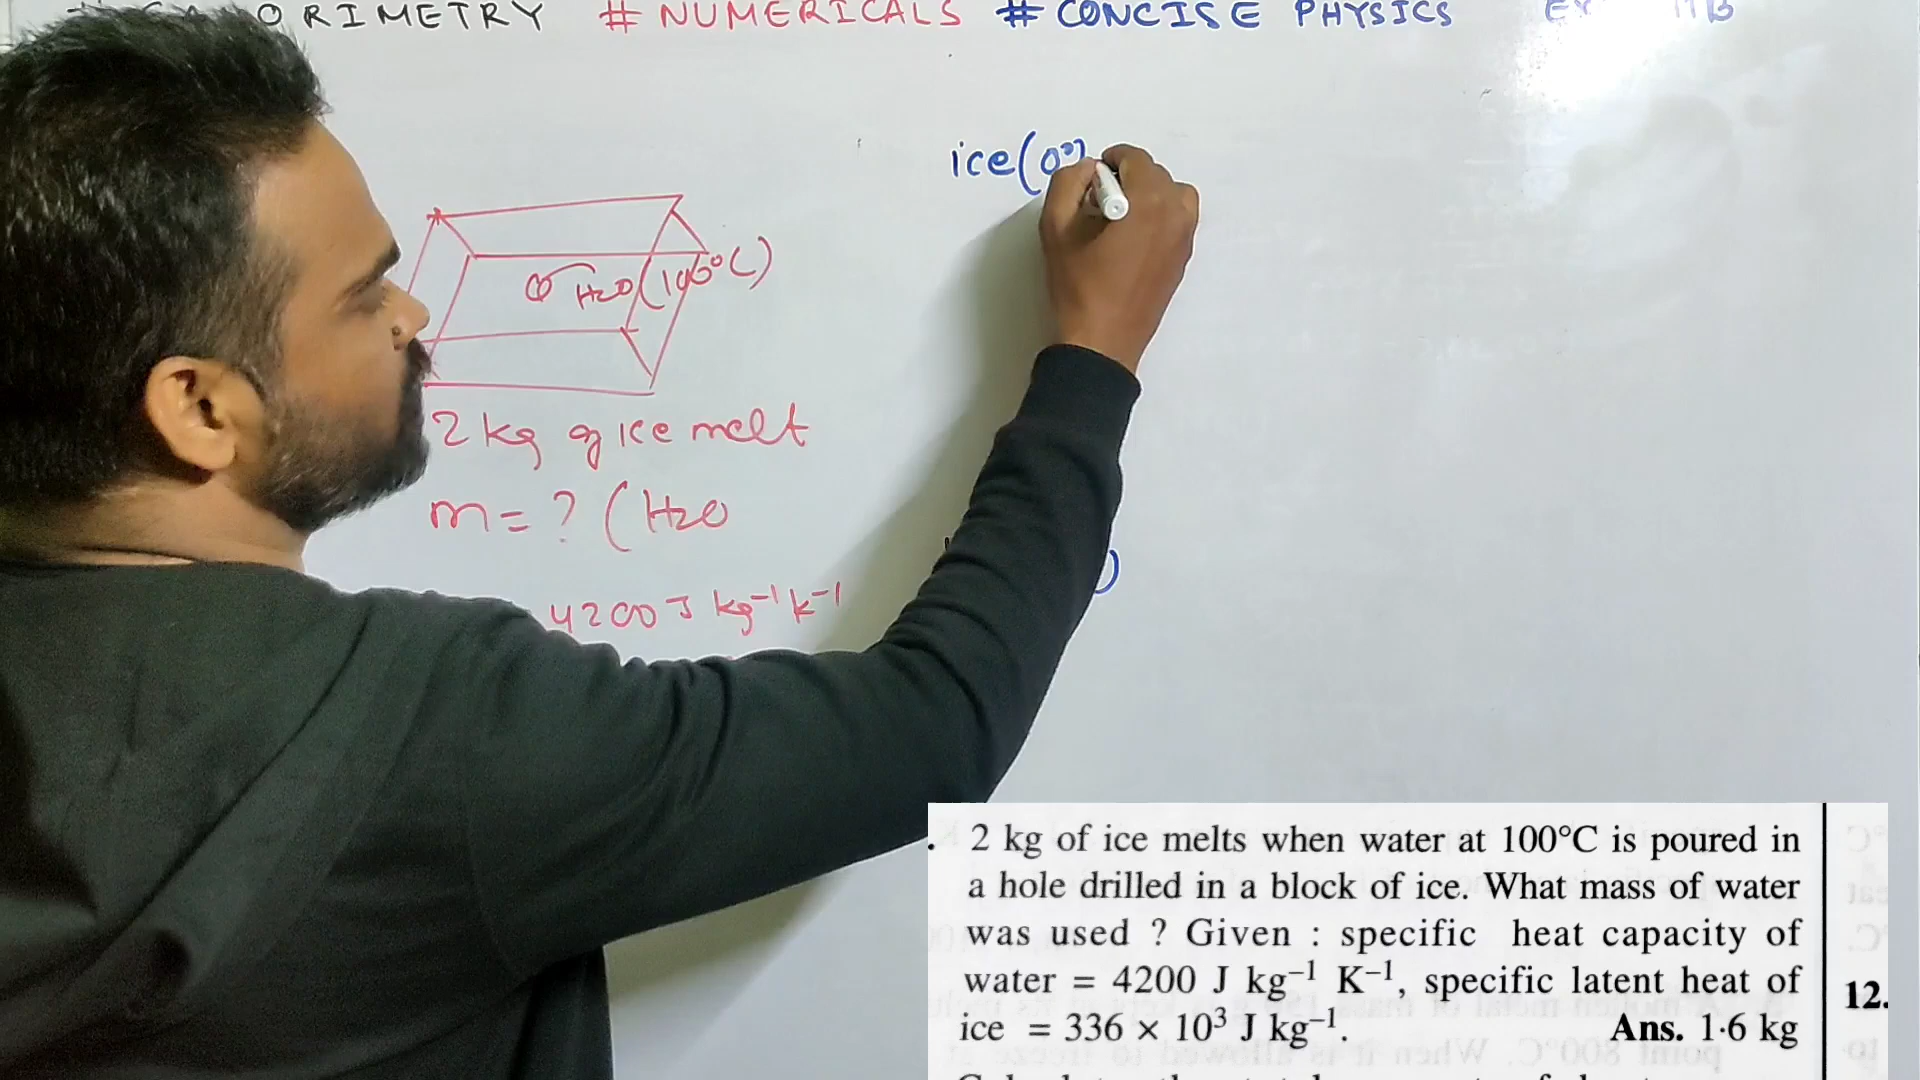 ORIMETRY # NUMERICALS # CONCISE PHYSICS
ice(0°
H2O(100°C)
2 kg of ice melt
m = ? (H2O
4200 J kg⁻¹ k⁻¹
)
. 2 kg of ice melts when water at 100°C is poured in
a hole drilled in a block of ice. What mass of water
was used ? Given : specific heat capacity of
water = 4200 J kg⁻¹ K⁻¹, specific latent heat of
ice = 336 × 10³ J kg⁻¹. Ans. 1·6 kg
12.